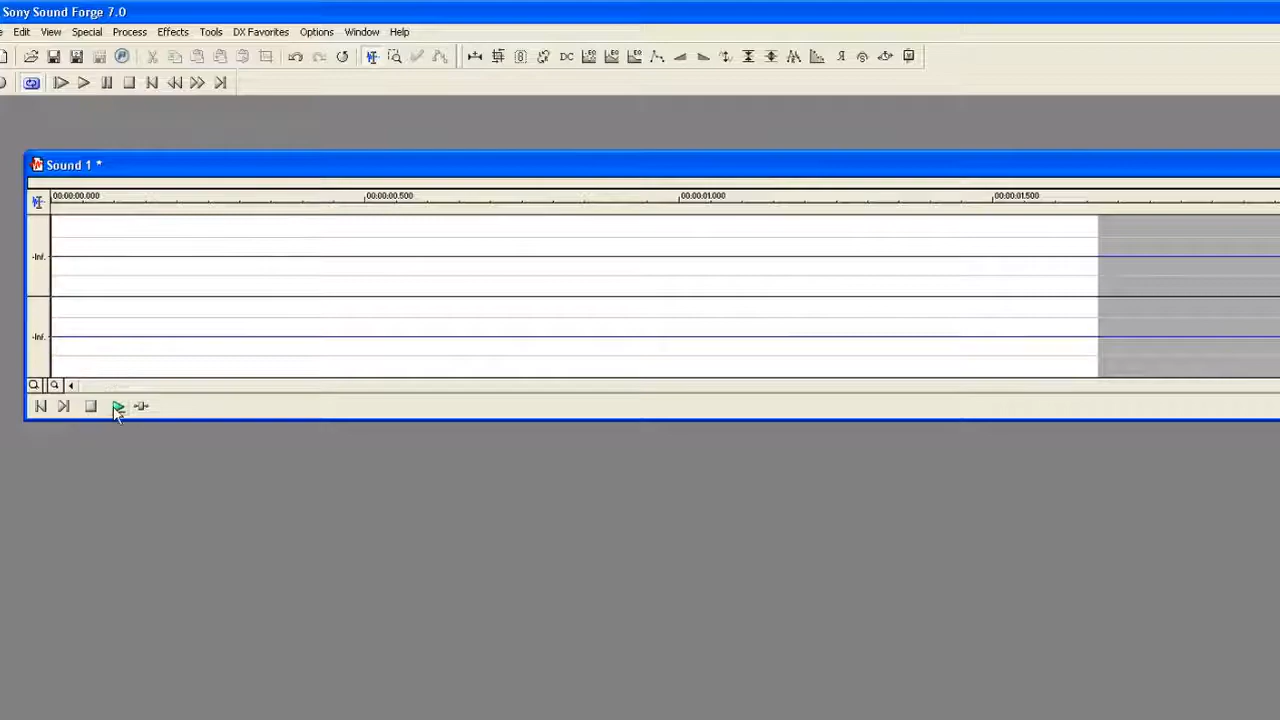 Sony Sound Forge 7.0
Edit View Special Process Effects Tools DX Favorites Options Window Help
DC
Sound 1 *
00:00:00.000 00:00:00.500 00:00:01.000 00:00:01.500
-Inf.
-Inf.